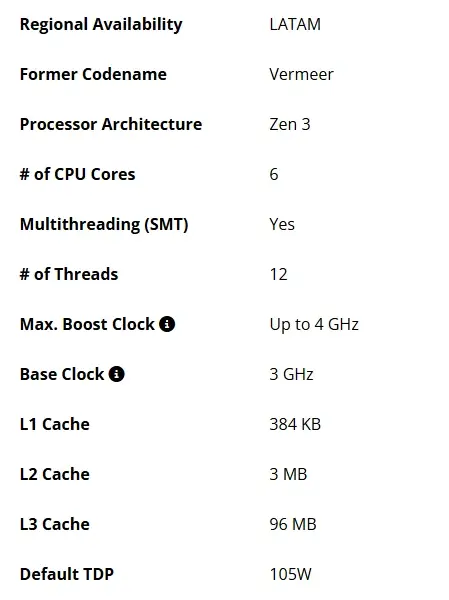 Regional Availability LATAM
Former Codename Vermeer
Processor Architecture Zen 3
# of CPU Cores 6
Multithreading (SMT) Yes
# of Threads 12
Max. Boost Clock Up to 4 GHz
Base Clock 3 GHz
L1 Cache 384 KB
L2 Cache 3 MB
L3 Cache 96 MB
Default TDP 105W